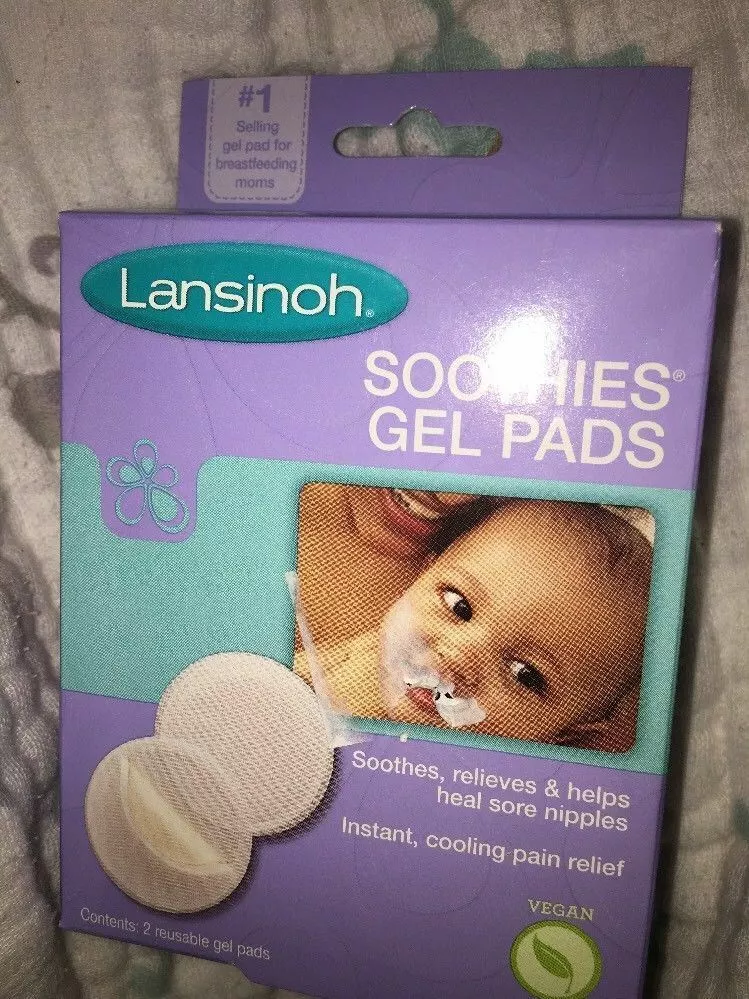 #1
Selling
gel pad for
breastfeeding
moms
Lansinoh®
SOOTHIES®
GEL PADS
Soothes, relieves & helps
heal sore nipples
Instant, cooling pain relief
VEGAN
Contents: 2 reusable gel pads